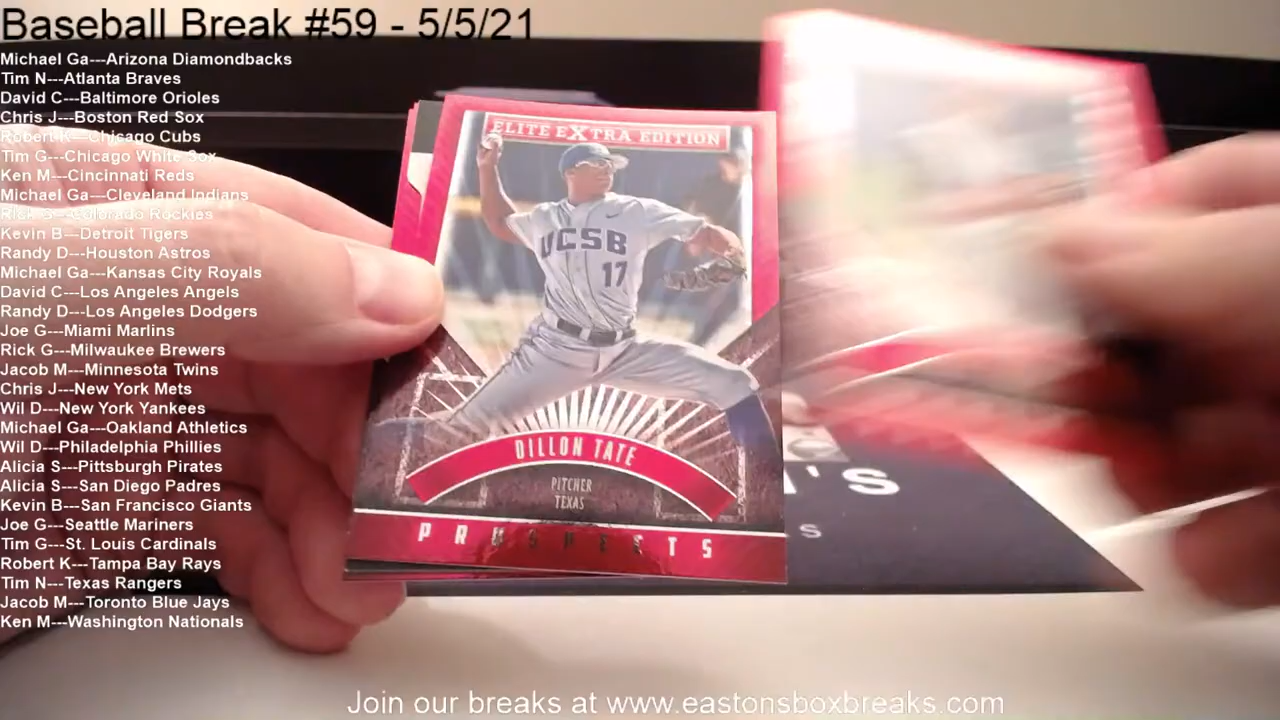 Baseball Break #59 - 5/5/21
Michael Ga---Arizona Diamondbacks
Tim N---Atlanta Braves
David C---Baltimore Orioles
Chris J---Boston Red Sox
Robert K---Chicago Cubs
Tim G---Chicago White Sox
Ken M---Cincinnati Reds
Michael Ga---Cleveland Indians
Rick G---Colorado Rockies
Kevin B---Detroit Tigers
Randy D---Houston Astros
Michael Ga---Kansas City Royals
David C---Los Angeles Angels
Randy D---Los Angeles Dodgers
Joe G---Miami Marlins
Rick G---Milwaukee Brewers
Jacob M---Minnesota Twins
Chris J---New York Mets
Wil D---New York Yankees
Michael Ga---Oakland Athletics
Wil D---Philadelphia Phillies
Alicia S---Pittsburgh Pirates
Alicia S---San Diego Padres
Kevin B---San Francisco Giants
Joe G---Seattle Mariners
Tim G---St. Louis Cardinals
Robert K---Tampa Bay Rays
Tim N---Texas Rangers
Jacob M---Toronto Blue Jays
Ken M---Washington Nationals
ELITE EXTRA EDITION
UCSB
17
DILLON TATE
PITCHER
TEXAS
PROSPECTS
'S
S
Join our breaks at www.eastonsboxbreaks.com